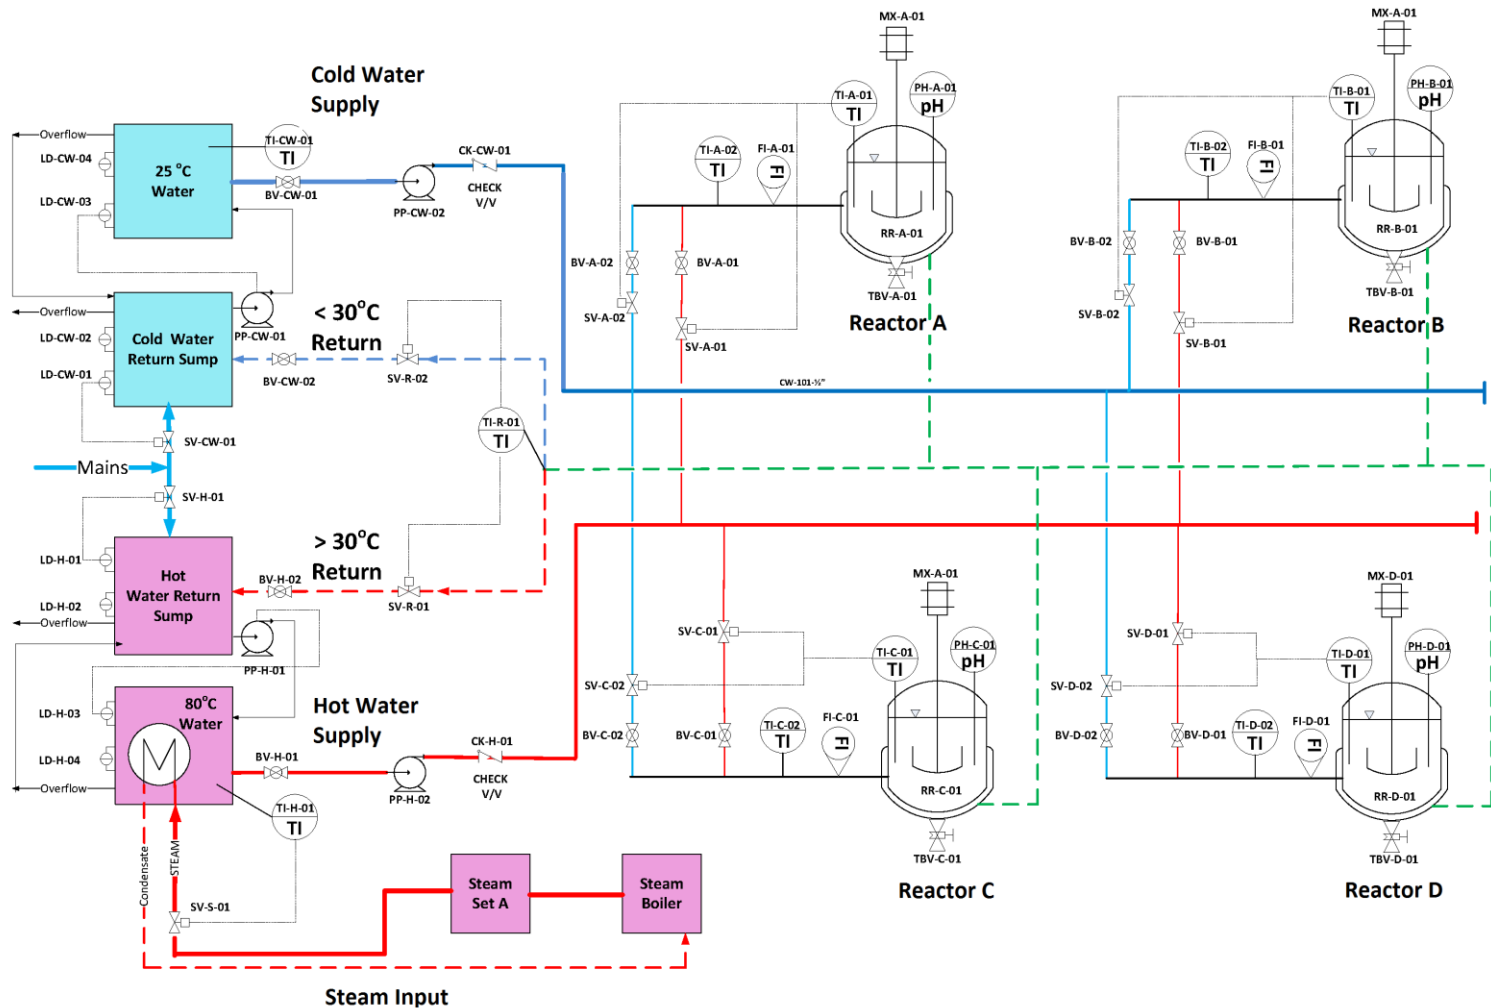 Cold Water
Supply
Overflow
LD-CW-04
25 °C
Water
LD-CW-03
TI-CW-01
TI
BV-CW-01
PP-CW-02
CK-CW-01
CHECK
V/V
Overflow
LD-CW-02
Cold Water
Return Sump
LD-CW-01
PP-CW-01
< 30°C
Return
BV-CW-02
SV-R-02
SV-CW-01
Mains
SV-H-01
TI-R-01
TI
CW-101-½"
LD-H-01
Hot
Water Return
Sump
LD-H-02
Overflow
> 30°C
Return
BV-H-02
SV-R-01
PP-H-01
80°C
Water
LD-H-03
LD-H-04
Overflow
Hot Water
Supply
BV-H-01
PP-H-02
CK-H-01
CHECK
V/V
TI-H-01
TI
Condensate
STEAM
SV-S-01
Steam
Set A
Steam
Boiler
Steam Input
MX-A-01
TI-A-01
TI
PH-A-01
pH
TI-A-02
TI
FI-A-01
FI
RR-A-01
BV-A-02
BV-A-01
SV-A-02
SV-A-01
TBV-A-01
Reactor A
MX-A-01
TI-B-01
TI
PH-B-01
pH
TI-B-02
TI
FI-B-01
FI
RR-B-01
BV-B-02
BV-B-01
SV-B-02
SV-B-01
TBV-B-01
Reactor B
MX-A-01
SV-C-01
TI-C-01
TI
PH-C-01
pH
SV-C-02
BV-C-02
BV-C-01
TI-C-02
TI
FI-C-01
FI
RR-C-01
TBV-C-01
Reactor C
MX-D-01
SV-D-01
TI-D-01
TI
PH-D-01
pH
SV-D-02
BV-D-02
BV-D-01
TI-D-02
TI
FI-D-01
FI
RR-D-01
TBV-D-01
Reactor D